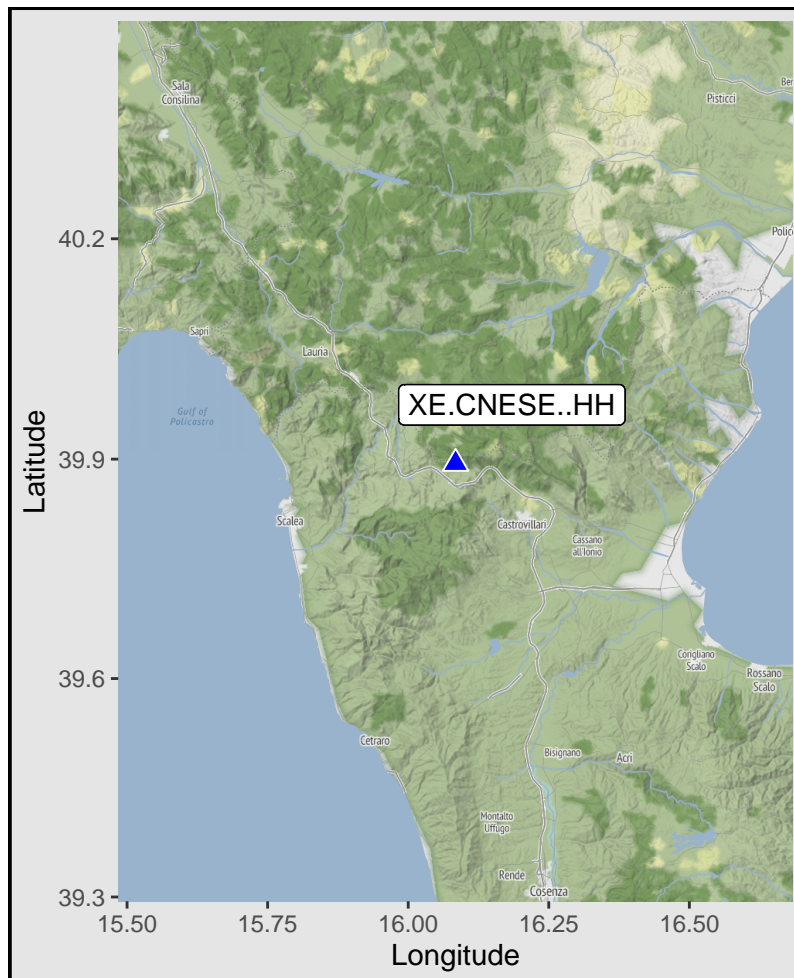 Sala
Consilina
Pisticci
Ber
40.2
Polico
Sapri
Lauria
Gulf of
Policastro
XE.CNESE..HH
39.9
Latitude
Scalea
Castrovillari
Cassano
all'Ionio
39.6
Corigliano
Scalo
Rossano
Scalo
Cetraro
Bisignano
Acri
Montalto
Uffugo
Rende
Cosenza
39.3
15.50
15.75
16.00
16.25
16.50
Longitude